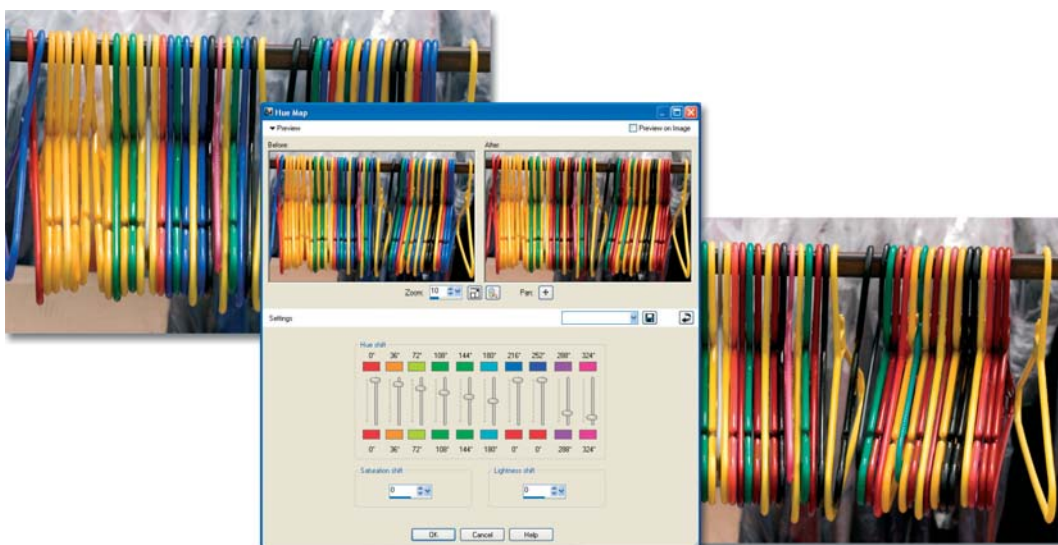 Hue Map
Preview
Preview on Image
Before:
After:
Zoom: 10
Pan:
Settings
Hue shift
0° 36° 72° 108° 144° 180° 216° 252° 288° 324°
0° 36° 72° 108° 144° 180° 0° 0° 288° 324°
Saturation shift
Lightness shift
0
0
OK Cancel Help